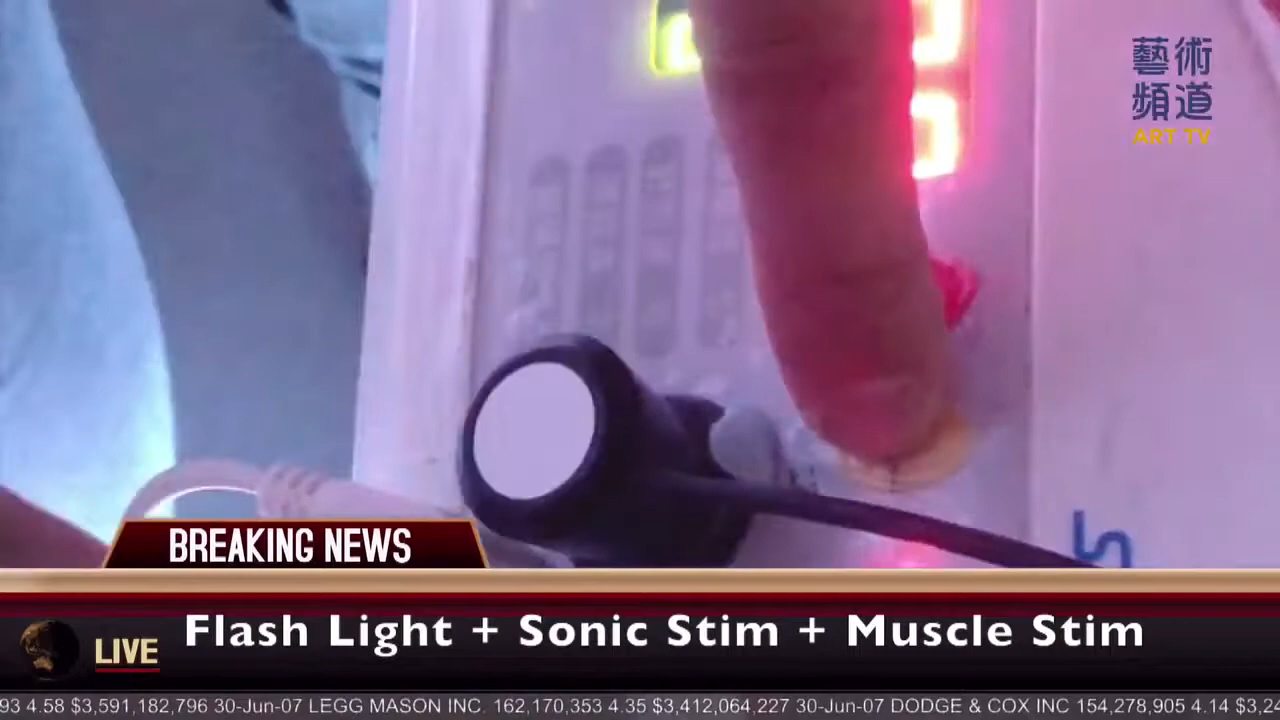 藝術
頻道
ART TV
BREAKING NEWS
Flash Light + Sonic Stim + Muscle Stim
LIVE
93 4.58 $3,591,182,796 30-Jun-07 LEGG MASON INC. 162,170,353 4.35 $3,412,064,227 30-Jun-07 DODGE & COX INC 154,278,905 4.14 $3,24